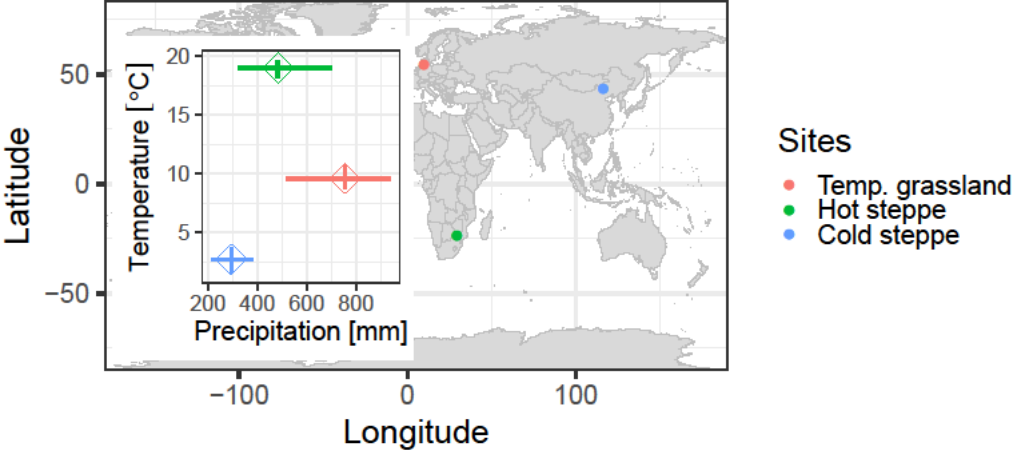 Latitude
50
0
−50
Temperature [°C]
20
15
10
5
200 400 600 800
Precipitation [mm]
−100 0 100
Longitude
Sites
Temp. grassland
Hot steppe
Cold steppe